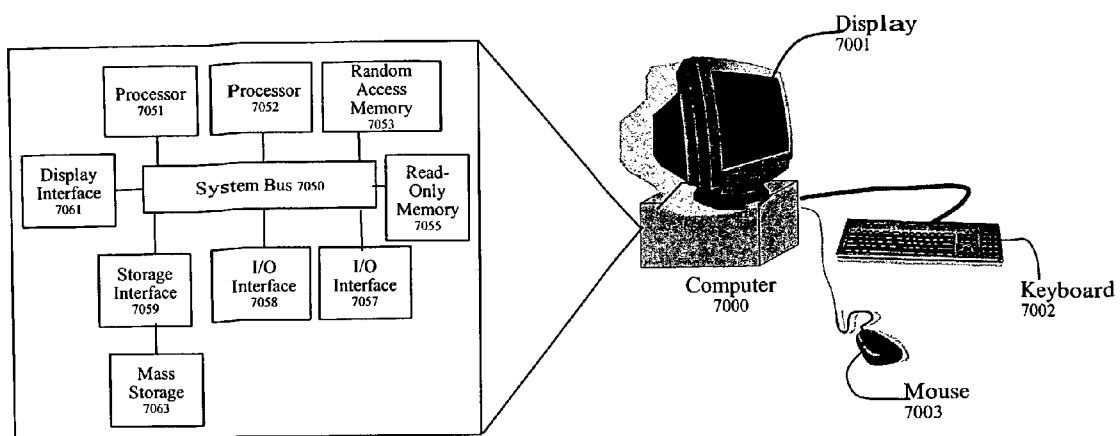 Display
7001
Processor
7051
Processor
7052
Random
Access
Memory
7053
Display
Interface
7061
System Bus 7050
Read-
Only
Memory
7055
Storage
Interface
7059
I/O
Interface
7058
I/O
Interface
7057
Mass
Storage
7063
Computer
7000
Keyboard
7002
Mouse
7003